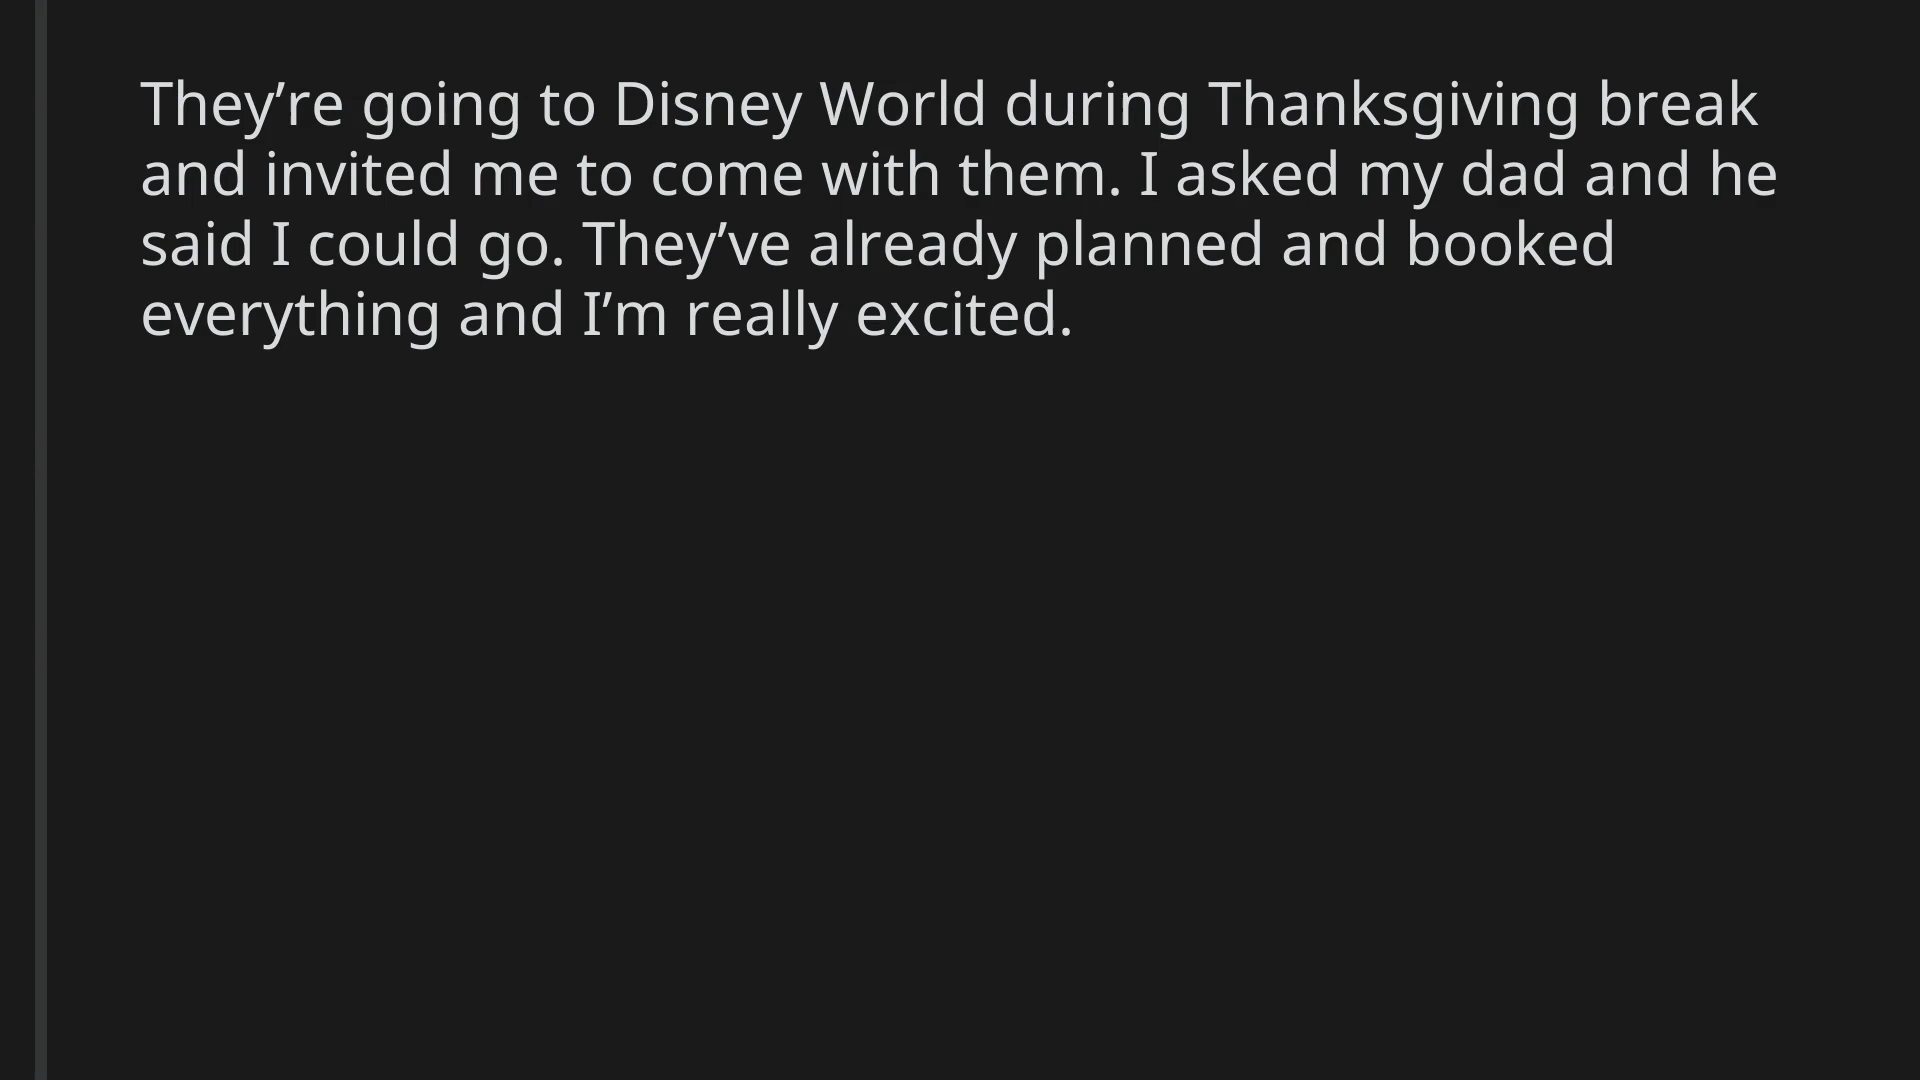 They’re going to Disney World during Thanksgiving break
and invited me to come with them. I asked my dad and he
said I could go. They’ve already planned and booked
everything and I’m really excited.